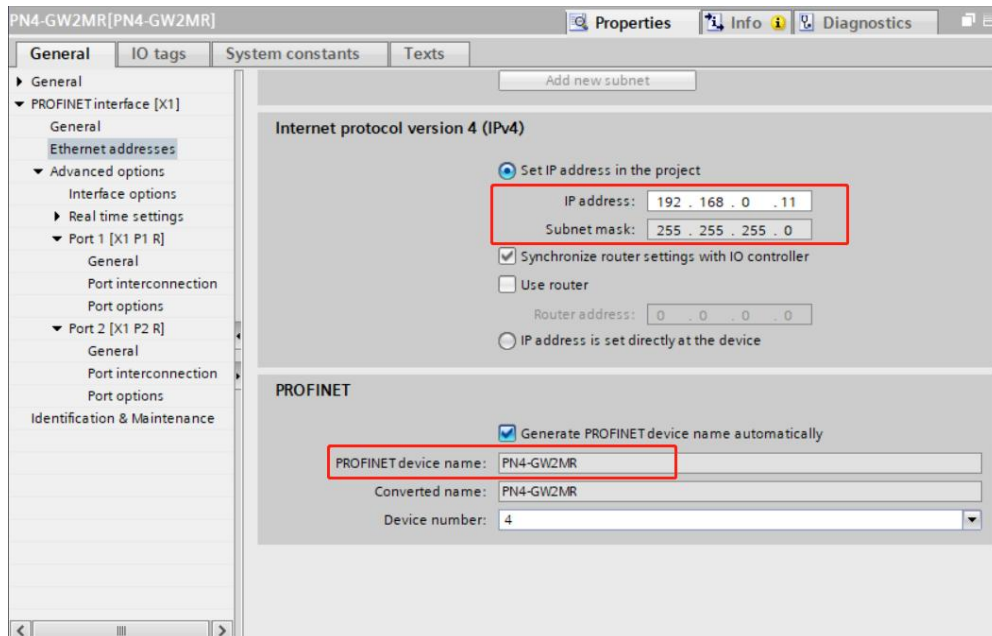 PN4-GW2MR[PN4-GW2MR]
Properties
Info
Diagnostics
General
IO tags
System constants
Texts
General
PROFINET interface [X1]
General
Ethernet addresses
Advanced options
Interface options
Real time settings
Port 1 [X1 P1 R]
General
Port interconnection
Port options
Port 2 [X1 P2 R]
General
Port interconnection
Port options
Identification & Maintenance
Add new subnet
Internet protocol version 4 (IPv4)
Set IP address in the project
IP address: 192 . 168 . 0 . 11
Subnet mask: 255 . 255 . 255 . 0
Synchronize router settings with IO controller
Use router
Router address: 0 . 0 . 0 . 0
IP address is set directly at the device
PROFINET
Generate PROFINET device name automatically
PROFINET device name: PN4-GW2MR
Converted name: PN4-GW2MR
Device number: 4